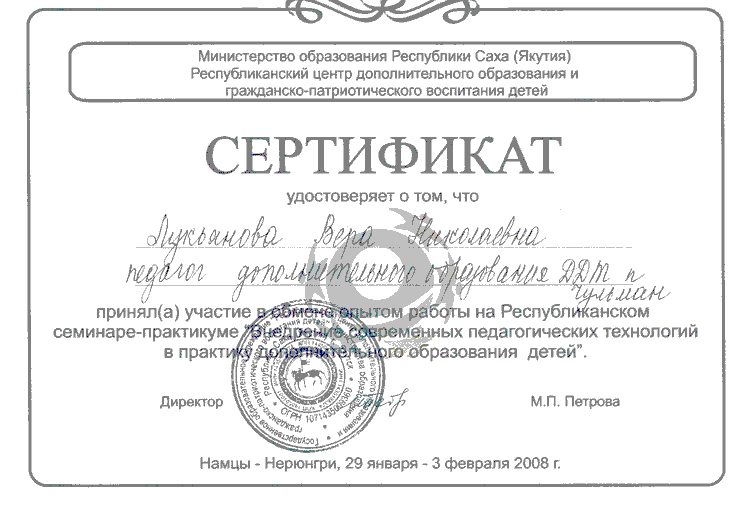 Министерство образования Республики Саха (Якутия)
Республиканский центр дополнительного образования и
гражданско-патриотического воспитания детей
СЕРТИФИКАТ
удостоверяет о том, что
Лукьянова Вера Николаевна
педагог дополнительного образования ДДТ п
Чульман
принял(а) участие в обмене опытом работы на Республиканском
семинаре-практикуме "Внедрение современных педагогических технологий
в практику дополнительного образования детей".
Директор М.П. Петрова
Намцы - Нерюнгри, 29 января - 3 февраля 2008 г.